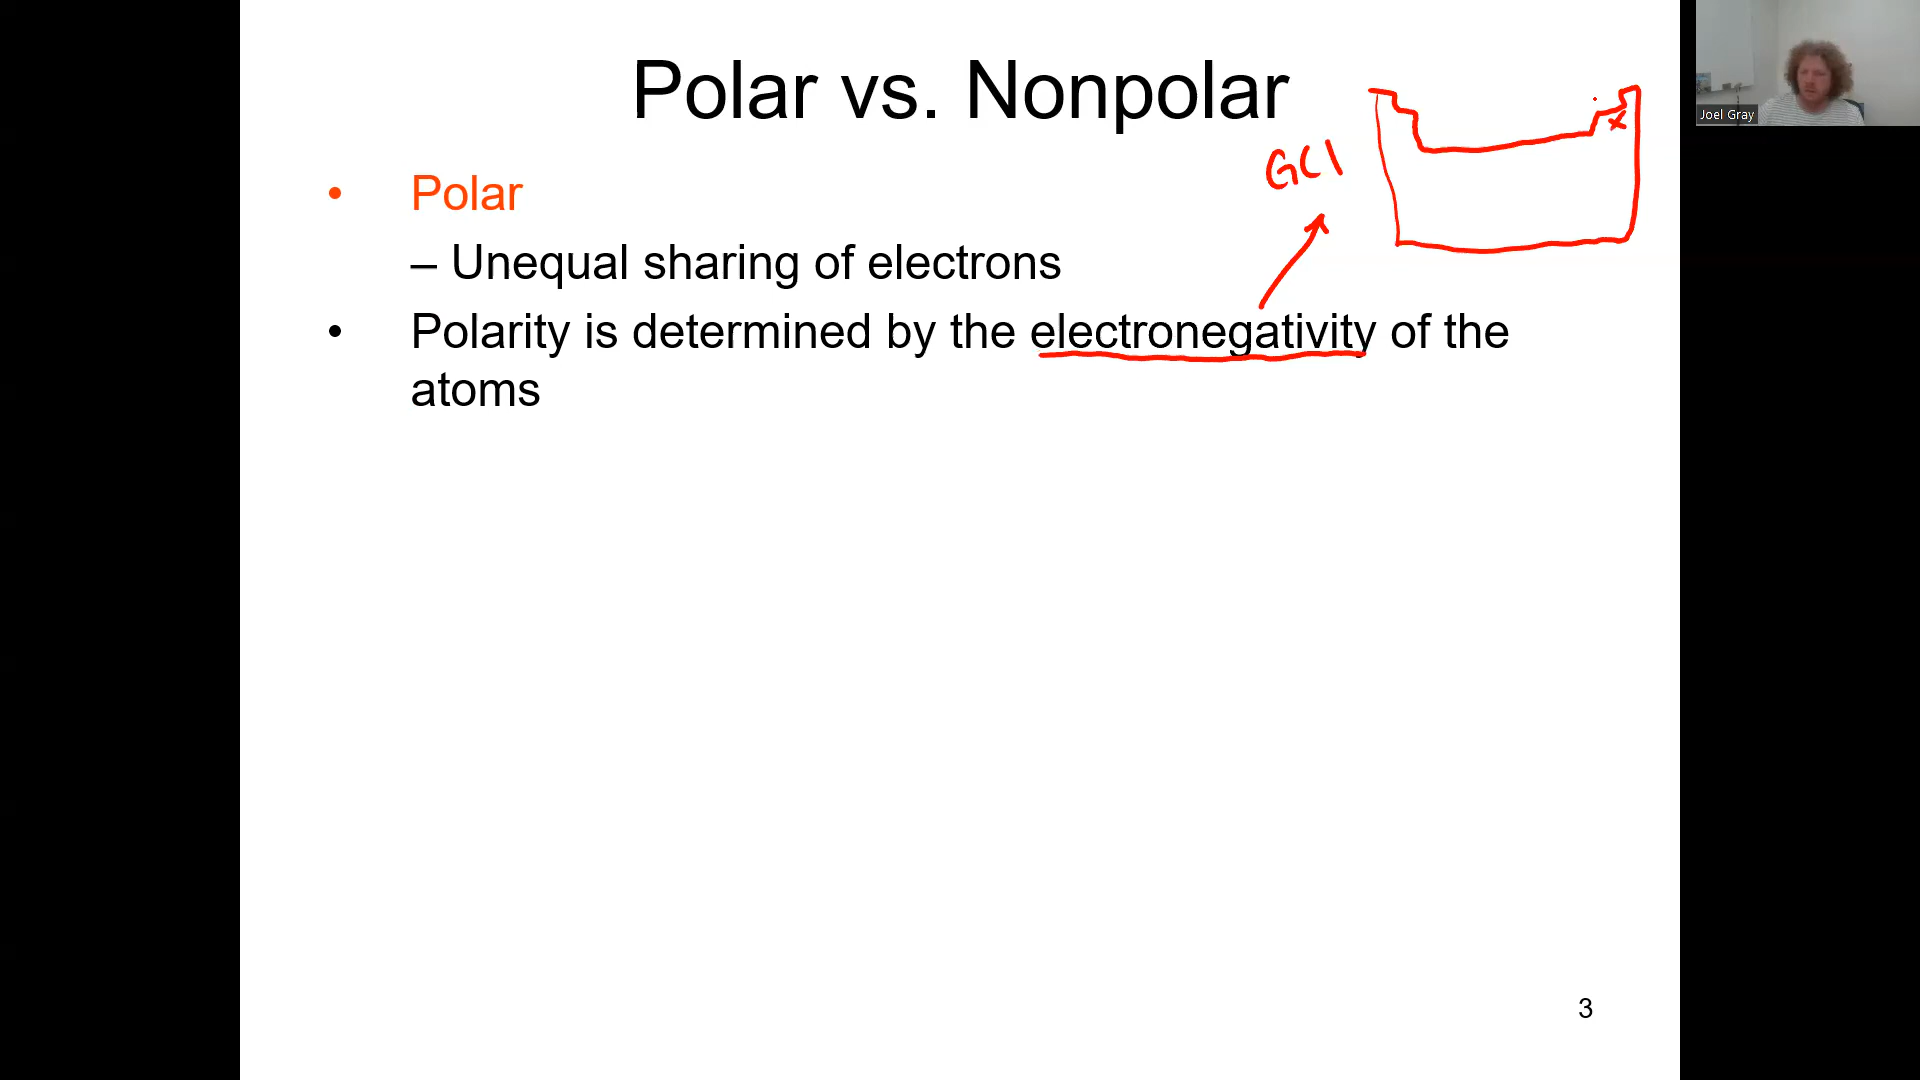 Polar vs. Nonpolar
Joel Gray
GC1
x
• Polar
– Unequal sharing of electrons
• Polarity is determined by the electronegativity of the
atoms
3